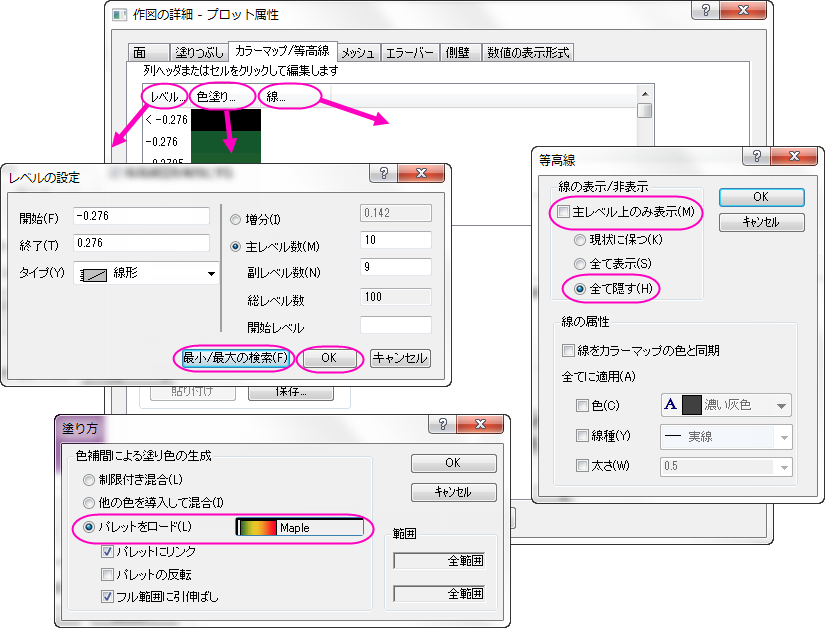 作図の詳細 - プロット属性
面 塗りつぶし カラーマップ/等高線 メッシュ エラーバー 側壁 数値の表示形式
列ヘッダまたはセルをクリックして編集します
レベル... 色塗り... 線...
< -0.276
-0.276
レベルの設定
開始(F) -0.276
終了(T) 0.276
タイプ(Y) 線形
増分(I) 0.142
主レベル数(M) 10
副レベル数(N) 9
総レベル数 100
開始レベル
最小/最大の検索(F) OK キャンセル
貼り付け 保存...
等高線
線の表示/非表示
主レベル上のみ表示(M)
現状に保つ(K)
全て表示(S)
全て隠す(H)
OK
キャンセル
線の属性
線をカラーマップの色と同期
全てに適用(A)
色(C) A 濃い灰色
線種(Y) 実線
太さ(W) 0.5
塗り方
色補間による塗り色の生成
制限付き混合(L)
他の色を導入して混合(I)
パレットをロード(L) Maple
パレットにリンク
パレットの反転
フル範囲に引伸ばし
OK
キャンセル
範囲
全範囲
全範囲